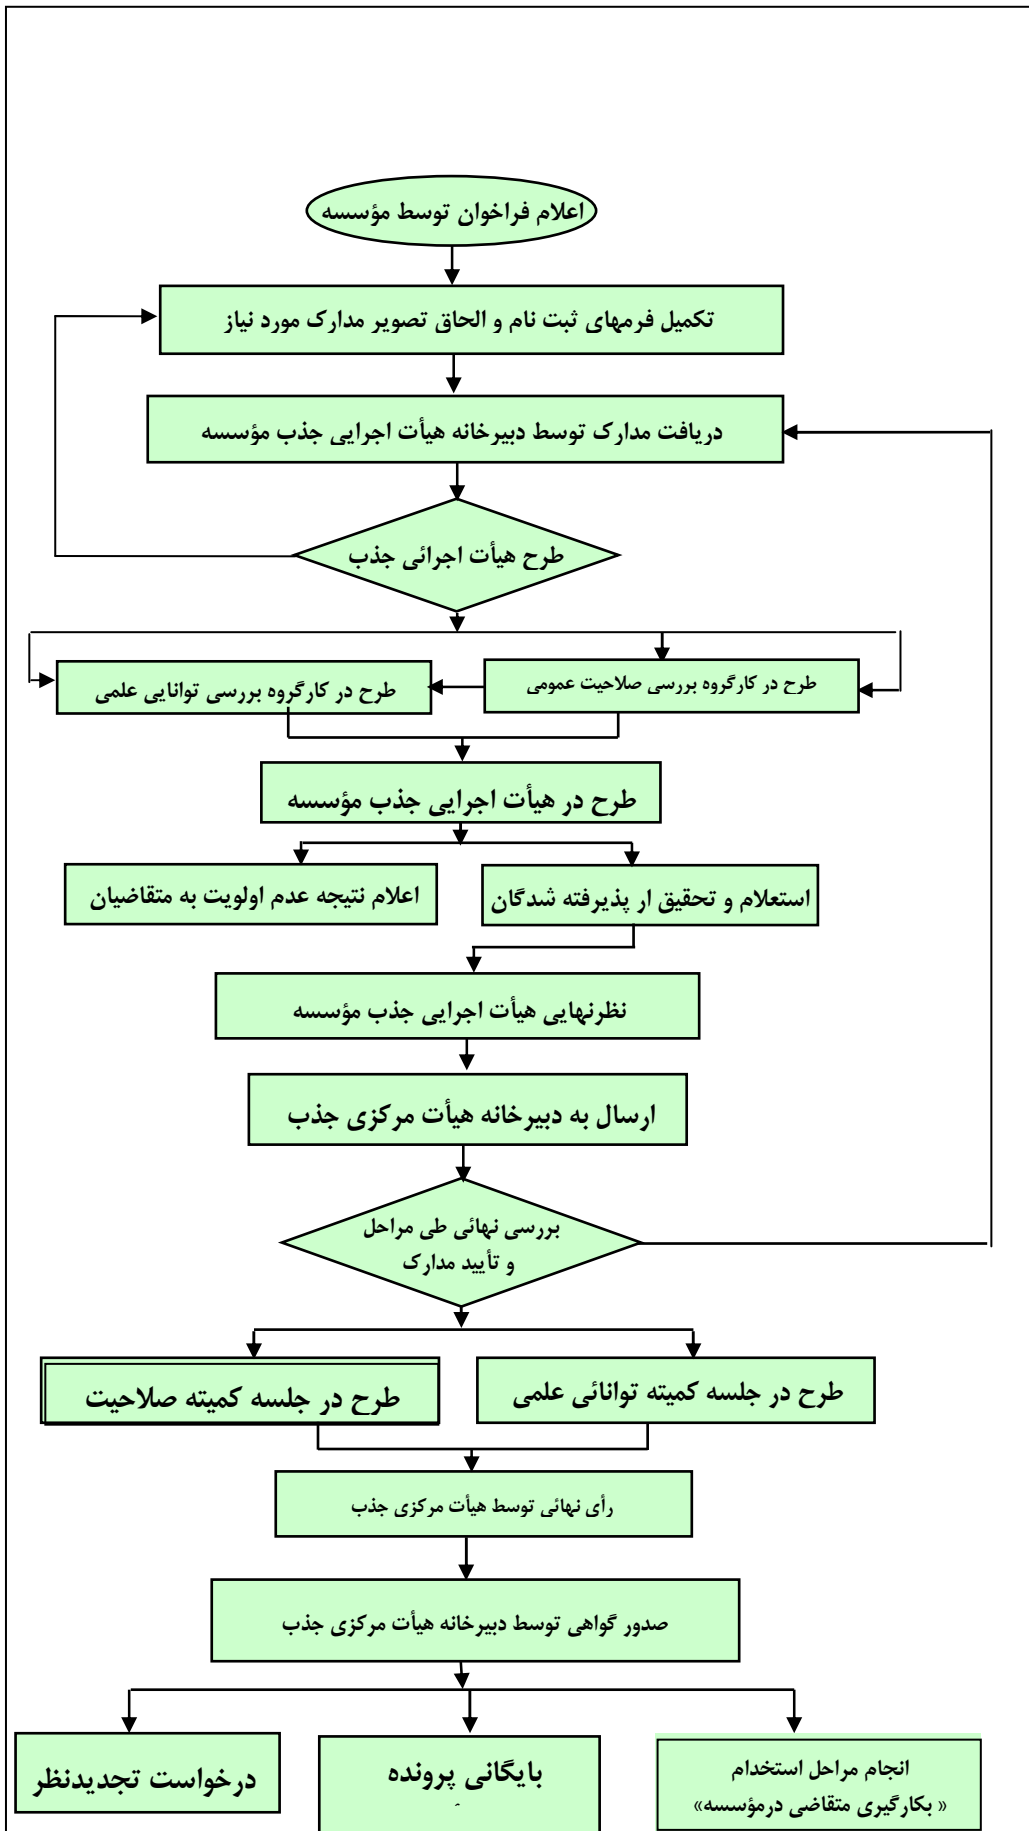 اعلام فراخوان توسط مؤسسه
تکمیل فرمهای ثبت نام و الحاق تصویر مدارک مورد نیاز
دریافت مدارک توسط دبیرخانه هیأت اجرایی جذب مؤسسه
طرح هیأت اجرائی جذب
طرح در کارگروه بررسی صلاحیت عمومی
طرح در کارگروه بررسی توانایی علمی
طرح در هیأت اجرایی جذب مؤسسه
استعلام و تحقیق ار پذیرفته شدگان
اعلام نتیجه عدم اولویت به متقاضیان
نظرنهایی هیأت اجرایی جذب مؤسسه
ارسال به دبیرخانه هیأت مرکزی جذب
بررسی نهائی طی مراحل
و تأیید مدارک
طرح در جلسه کمیته توانائی علمی
طرح در جلسه کمیته صلاحیت
رأی نهائی توسط هیأت مرکزی جذب
صدور گواهی توسط دبیرخانه هیأت مرکزی جذب
انجام مراحل استخدام
« بکارگیری متقاضی درمؤسسه»
بایگانی پرونده
درخواست تجدیدنظر